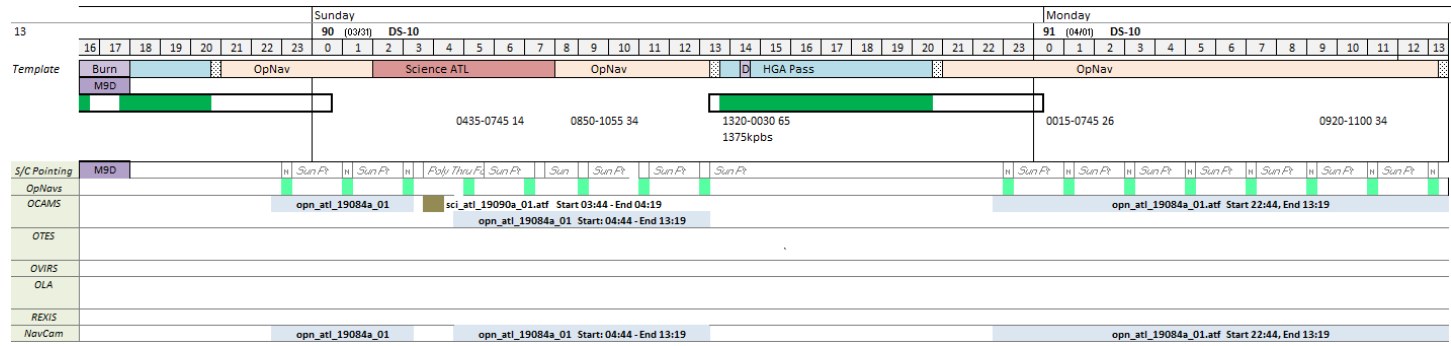 Sunday Monday
13 90 (03/31) DS-10 91 (04/01) DS-10
16 17 18 19 20 21 22 23 0 1 2 3 4 5 6 7 8 9 10 11 12 13 14 16 17 18 19 20 21 22 23 0 1 2 3 4 5 6 7 8 9 10 11 12 13
Template Burn OpNav Science ATL OpNav D HGA Pass OpNav
M9D
0435-0745 14 0850-1055 34 1320-0030 65 0015-0745 26 0920-1100 34
1375kpbs
S/C Pointing M9D N Sun Pt N Sun Pt N Poly Thru Fo Sun Pt Sun N Sun Pt N Sun Pt N Sun Pt N Sun Pt N Sun Pt N Sun Pt N Sun Pt N Sun Pt N Sun Pt N Sun Pt N
OpNavs
OCAMS opn_atl_19084a_01 sci_atl_19090a_01.atf Start 03:44 - End 04:19 opn_atl_19084a_01.atf Start 22:44, End 13:19
opn_atl_19084a_01 Start: 04:44 - End 13:19
OTES
OVIRS
OLA
REXIS
NavCam opn_atl_19084a_01 opn_atl_19084a_01 Start: 04:44 - End 13:19 opn_atl_19084a_01.atf Start 22:44, End 13:19